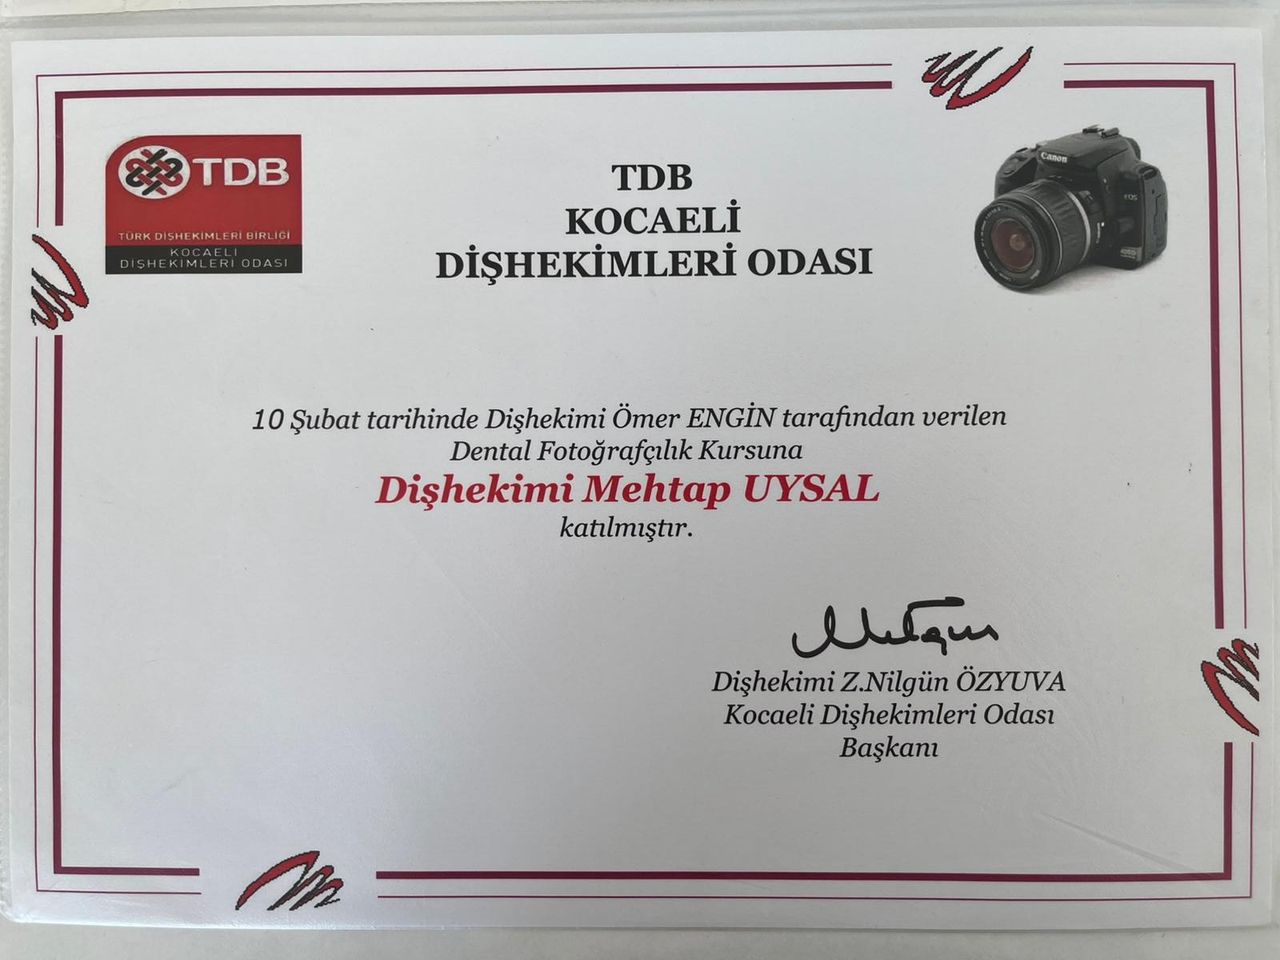 TDB
TÜRK DİŞHEKİMLERİ BİRLİĞİ
KOCAELİ
DİŞHEKİMLERİ ODASI
TDB
KOCAELİ
DİŞHEKİMLERİ ODASI
Canon
EOS
10 Şubat tarihinde Dişhekimi Ömer ENGİN tarafından verilen
Dental Fotoğrafçılık Kursuna
Dişhekimi Mehtap UYSAL
katılmıştır.
Dişhekimi Z.Nilgün ÖZYUVA
Kocaeli Dişhekimleri Odası
Başkanı